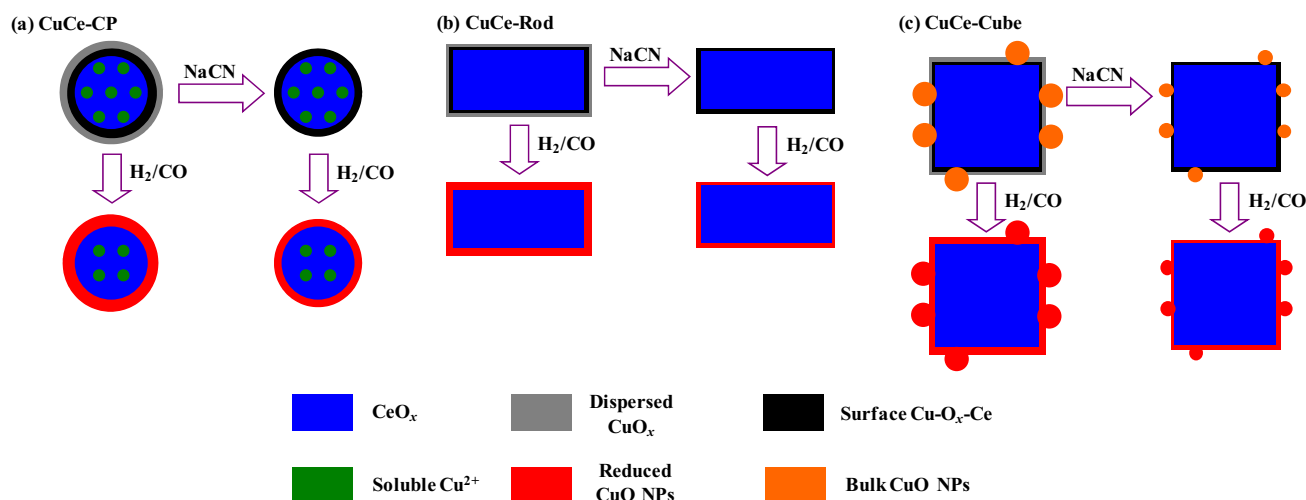 (a) CuCe-CP
(b) CuCe-Rod
(c) CuCe-Cube
NaCN
NaCN
NaCN
H₂/CO
H₂/CO
H₂/CO
H₂/CO
H₂/CO
H₂/CO
CeOₓ
Dispersed
CuOₓ
Surface Cu-Oₓ-Ce
Soluble Cu²⁺
Reduced
CuO NPs
Bulk CuO NPs